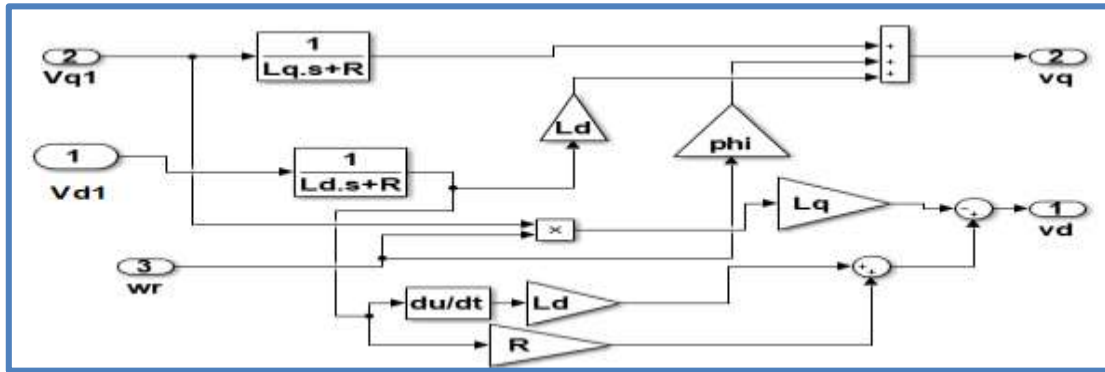 2
Vq1
1
Lq.s+R
+
+
+
2
vq
Ld
phi
1
Vd1
1
Ld.s+R
Lq
×
-
+
1
vd
3
wr
+
+
du/dt
Ld
R